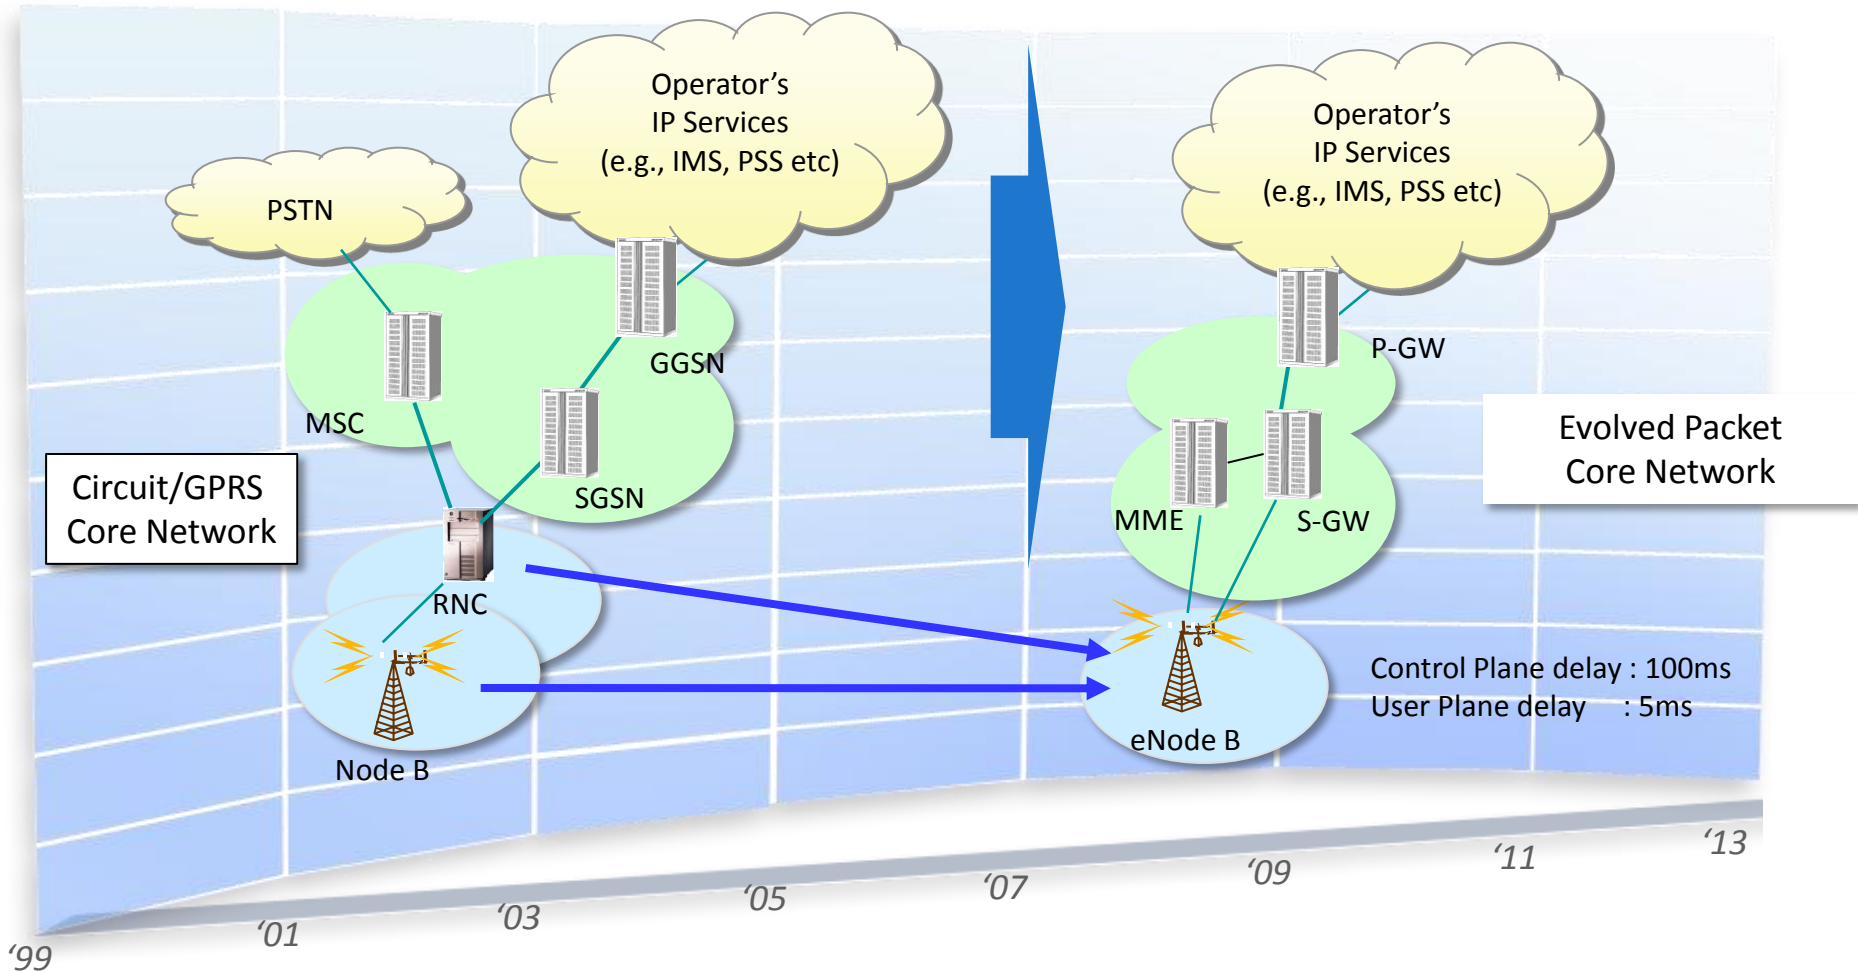 Operator’s
IP Services
(e.g., IMS, PSS etc)
PSTN
GGSN
MSC
SGSN
Circuit/GPRS
Core Network
RNC
Node B
Operator’s
IP Services
(e.g., IMS, PSS etc)
P-GW
Evolved Packet
Core Network
MME
S-GW
Control Plane delay : 100ms
User Plane delay : 5ms
eNode B
‘99
‘01
‘03
‘05
‘07
‘09
‘11
‘13